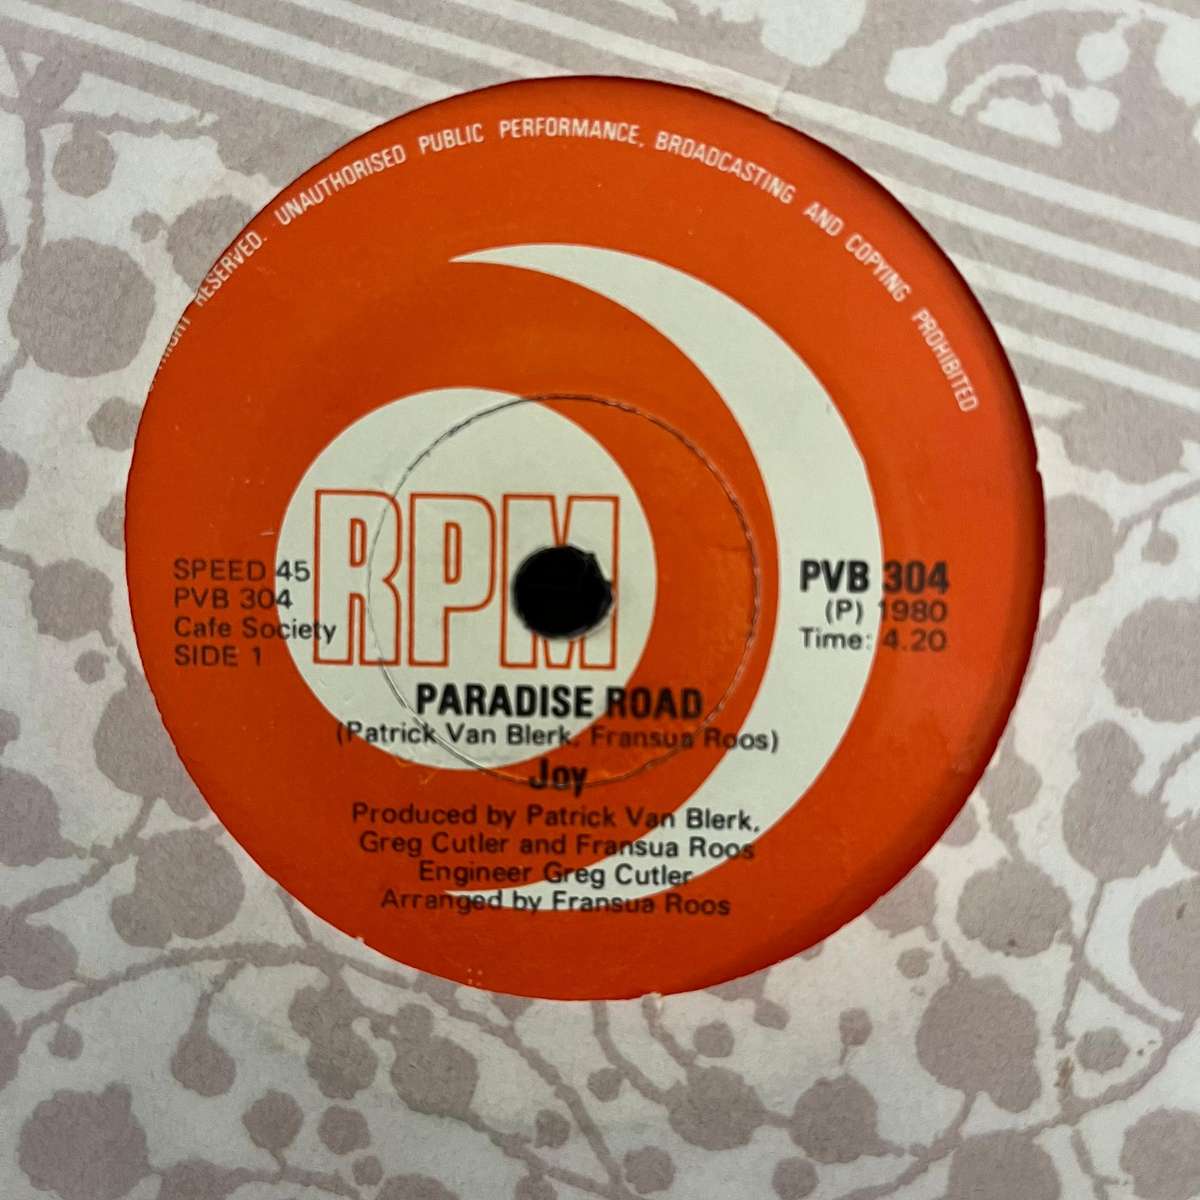 RESERVED. UNAUTHORISED PUBLIC PERFORMANCE, BROADCASTING AND COPYING PROHIBITED
RPM
SPEED 45
PVB 304
Cafe Society
SIDE 1
PVB 304
(P) 1980
Time: 4.20
PARADISE ROAD
(Patrick Van Blerk, Fransua Roos)
Joy
Produced by Patrick Van Blerk,
Greg Cutler and Fransua Roos
Engineer Greg Cutler
Arranged by Fransua Roos